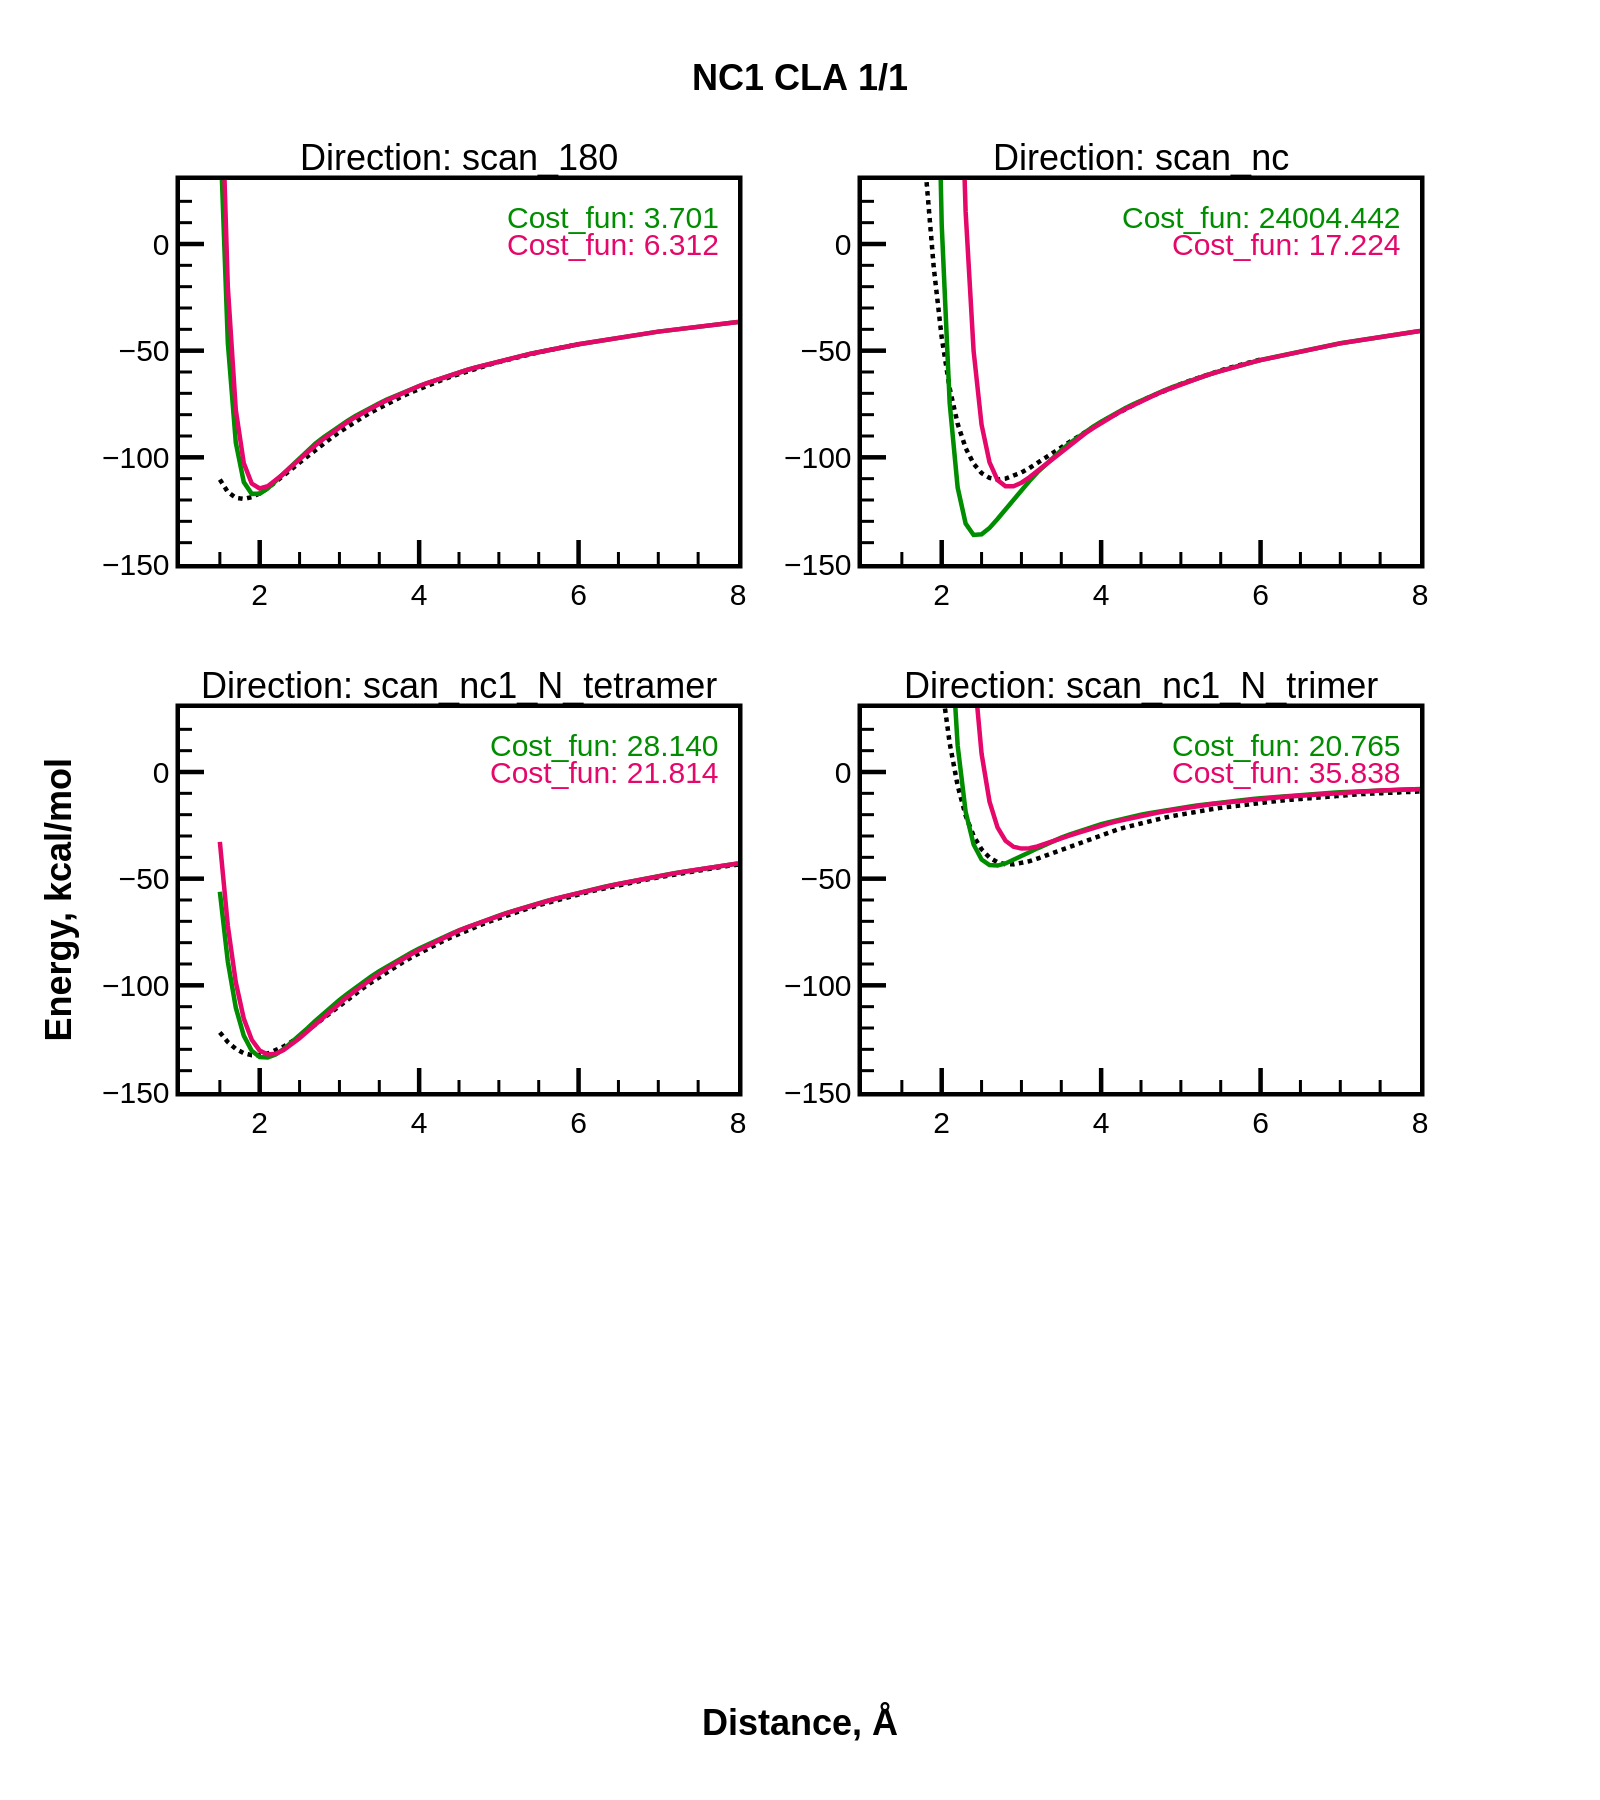 NC1 CLA 1/1
Direction: scan_180
Cost_fun: 3.701
Cost_fun: 6.312
0
−50
−100
−150
2 4 6 8
Direction: scan_nc
Cost_fun: 24004.442
Cost_fun: 17.224
0
−50
−100
−150
2 4 6 8
Energy, kcal/mol
Direction: scan_nc1_N_tetramer
Cost_fun: 28.140
Cost_fun: 21.814
0
−50
−100
−150
2 4 6 8
Direction: scan_nc1_N_trimer
Cost_fun: 20.765
Cost_fun: 35.838
0
−50
−100
−150
2 4 6 8
Distance, Å